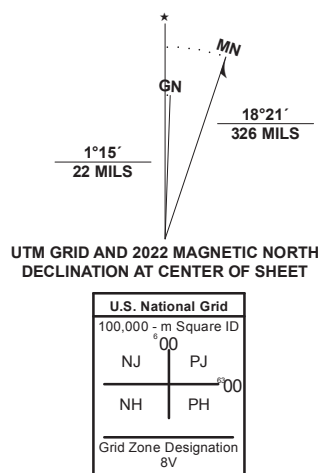 ★
MN
GN
18°21´
326 MILS
1°15´
22 MILS
UTM GRID AND 2022 MAGNETIC NORTH
DECLINATION AT CENTER OF SHEET
U.S. National Grid
100,000 - m Square ID
600
NJ PJ
6300
NH PH
Grid Zone Designation
8V